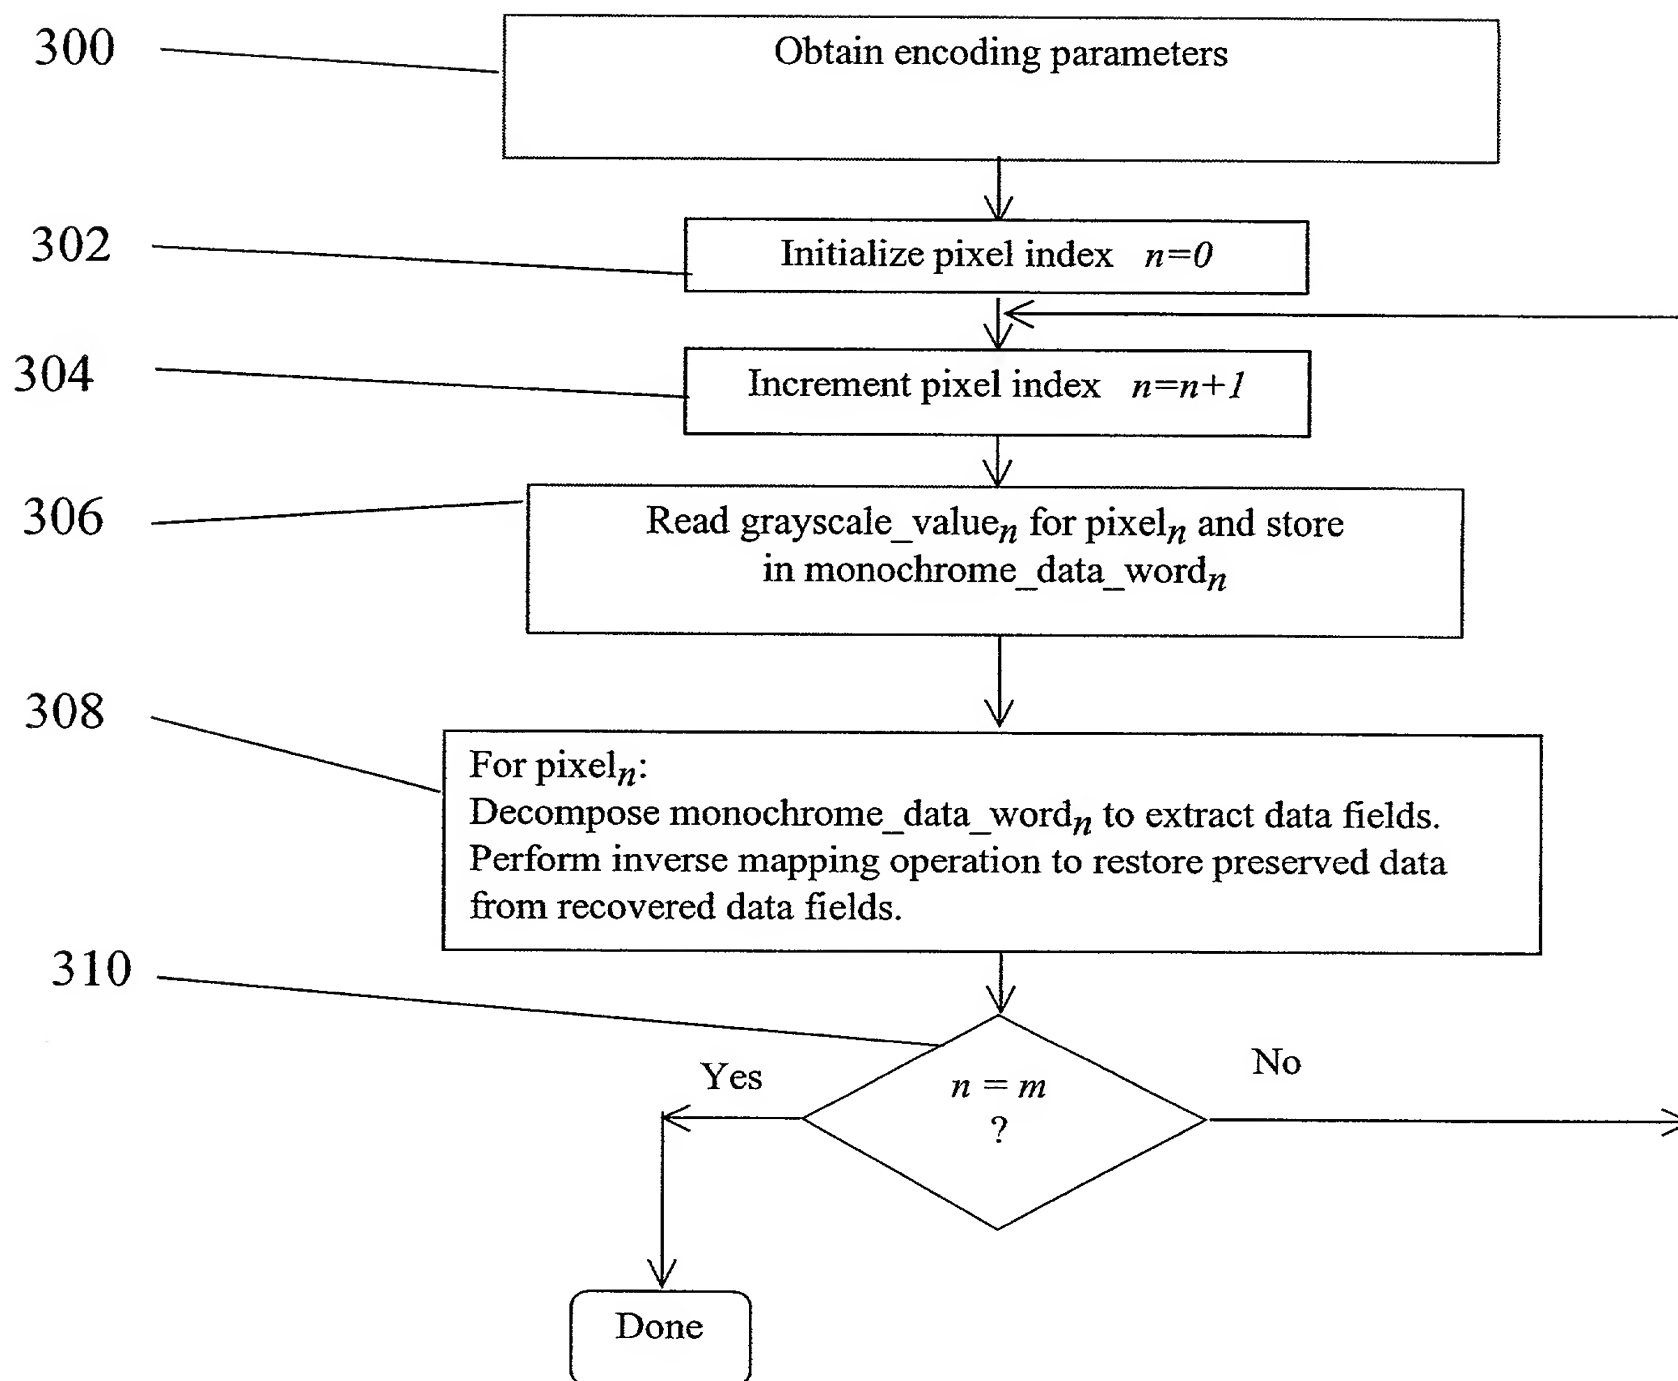 300
Obtain encoding parameters
302
Initialize pixel index n=0
304
Increment pixel index n=n+1
306
Read grayscale_valuen for pixeln and store
in monochrome_data_wordn
308
For pixeln:
Decompose monochrome_data_wordn to extract data fields.
Perform inverse mapping operation to restore preserved data
from recovered data fields.
310
Yes
n = m
?
No
Done